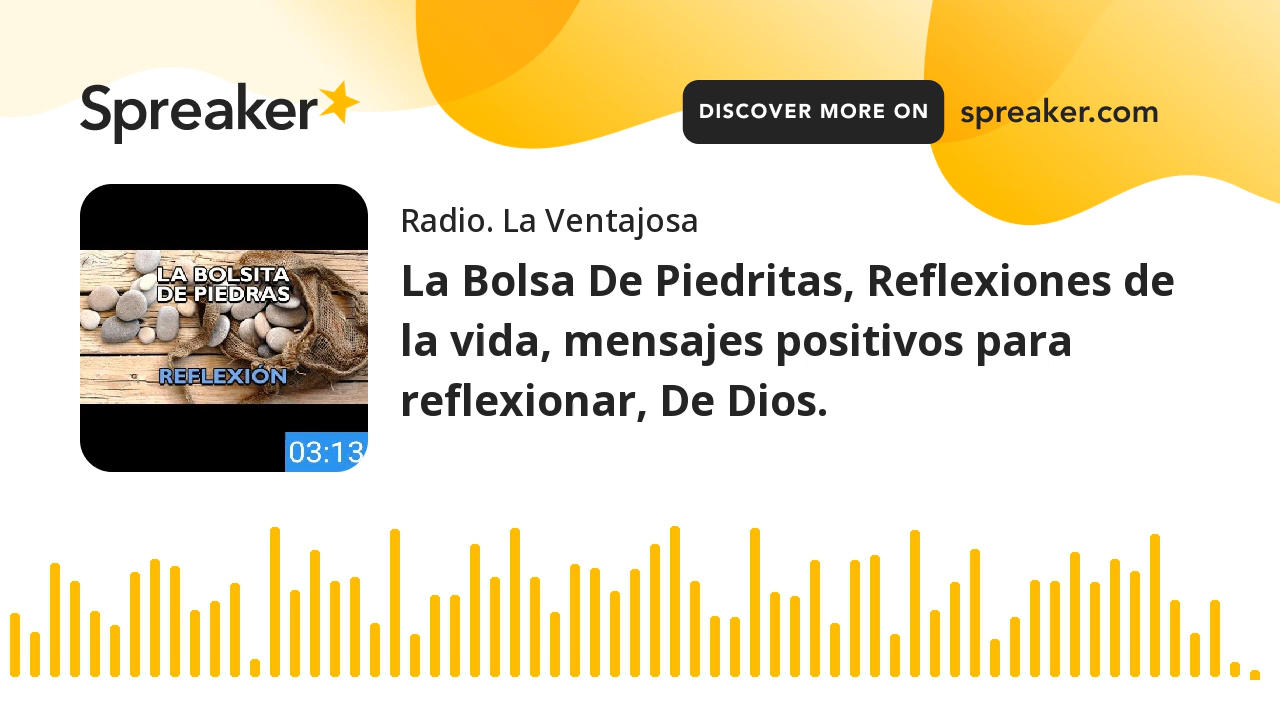 Spreaker
DISCOVER MORE ON
spreaker.com
Radio. La Ventajosa
La Bolsa De Piedritas, Reflexiones de
la vida, mensajes positivos para
reflexionar, De Dios.
LA BOLSITA
DE PIEDRAS
REFLEXIÓN
03:13